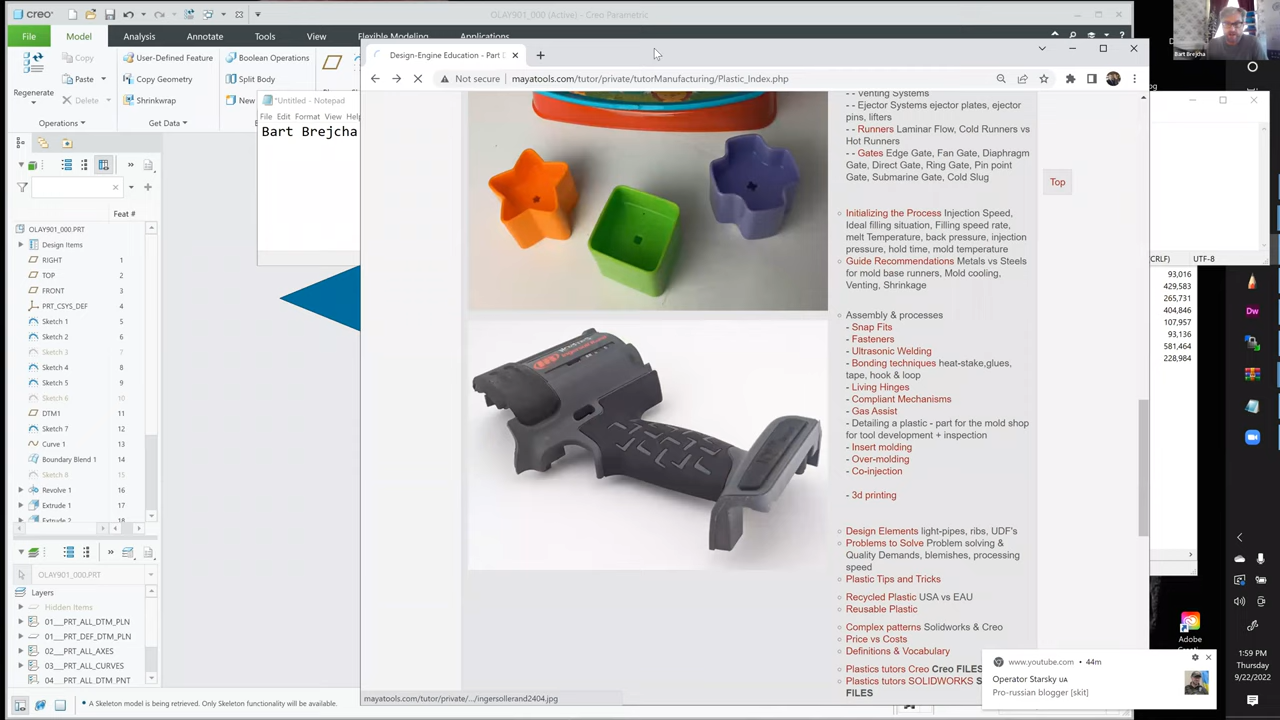 creo
OLAY901_000 (Active) - Creo Parametric
File Model Analysis Annotate Tools View Flexible Modeling
Regenerate
Copy
Paste
Delete
User-Defined Feature
Copy Geometry
Shrinkwrap
Boolean Operations
Split Body
New
Operations Get Data
*Untitled - Notepad
File Edit Format View
Bart Brejcha
Design-Engine Education - Part
Not secure mayatools.com/tutor/private/tutorManufacturing/Plastic_Index.php
Feat #
OLAY901_000.PRT
Design Items
RIGHT 1
TOP 2
FRONT 3
PRT_CSYS_DEF 4
Sketch 1 5
Sketch 2 6
Sketch 3 7
Sketch 4 8
Sketch 5 9
Sketch 6 10
DTM1 11
Sketch 7 12
Curve 1 13
Boundary Blend 1 14
Sketch 8 15
Revolve 1 16
Extrude 1 17
Extrude 2 18
OLAY901_000.PRT
Layers
Hidden Items
01___PRT_ALL_DTM_PLN
01___PRT_DEF_DTM_PLN
02___PRT_ALL_AXES
03___PRT_ALL_CURVES
04___PRT_ALL_DTM_PNT
A Skeleton model is being retrieved. Only Skeleton functionality will be available.
Venting Systems
- - Ejector Systems ejector plates, ejector
pins, lifters
- - Runners Laminar Flow, Cold Runners vs
Hot Runners
- - Gates Edge Gate, Fan Gate, Diaphragm
Gate, Direct Gate, Ring Gate, Pin point
Gate, Submarine Gate, Cold Slug
Top
Initializing the Process Injection Speed,
Ideal filling situation, Filling speed rate,
melt Temperature, back pressure, injection
pressure, hold time, mold temperature
Guide Recommendations Metals vs Steels
for mold base runners, Mold cooling,
Venting, Shrinkage
Assembly & processes
- Snap Fits
- Fasteners
- Ultrasonic Welding
- Bonding techniques heat-stake,glues,
tape, hook & loop
- Living Hinges
- Compliant Mechanisms
- Gas Assist
- Detailing a plastic - part for the mold shop
for tool development + inspection
- Insert molding
- Over-molding
- Co-injection
- 3d printing
Design Elements light-pipes, ribs, UDF's
Problems to Solve Problem solving &
Quality Demands, blemishes, processing
speed
Plastic Tips and Tricks
Recycled Plastic USA vs EAU
Reusable Plastic
Complex patterns Solidworks & Creo
Price vs Costs
Definitions & Vocabulary
Plastics tutors Creo Creo FILES
Plastics tutors SOLIDWORKS S
FILES
mayatools.com/tutor/private/.../ingersollerand2404.jpg
Bart Brejcha
CRLF) UTF-8
93,016
429,583
265,731
404,846
107,957
93,136
581,464
228,984
Dw
Adobe
www.youtube.com • 44m
Operator Starsky UA
Pro-russian blogger [skit]
1:59 PM
Thursday
9/22/2022